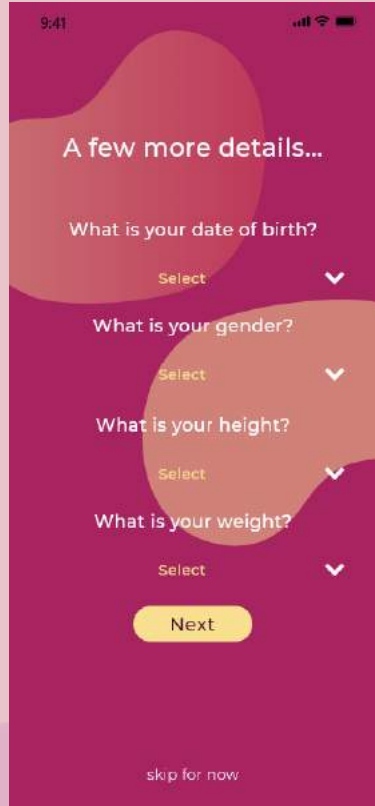 9:41
A few more details...
What is your date of birth?
Select
What is your gender?
Select
What is your height?
Select
What is your weight?
Select
Next
skip for now